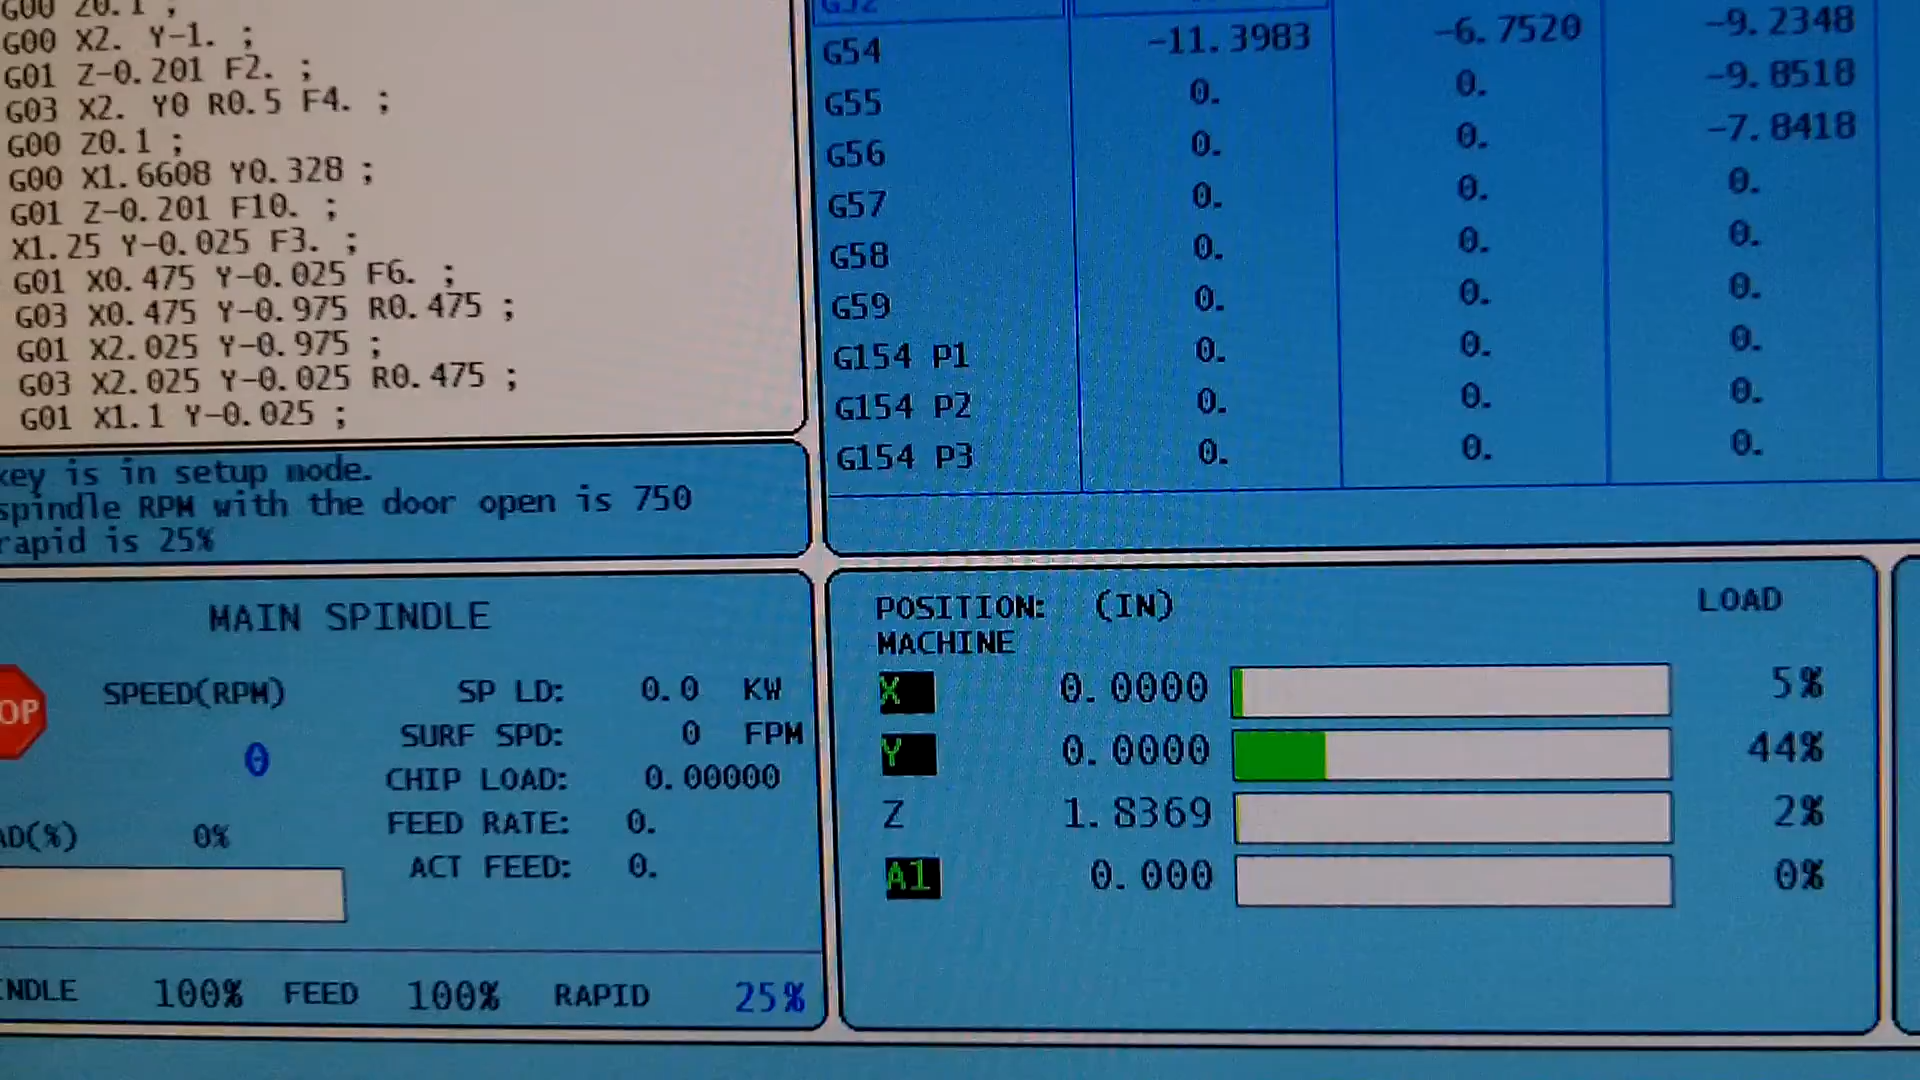 G00 Z0.1 ;
G00 X2. Y-1. ;
G01 Z-0.201 F2. ;
G03 X2. Y0 R0.5 F4. ;
G00 Z0.1 ;
G00 X1.6608 Y0.328 ;
G01 Z-0.201 F10. ;
X1.25 Y-0.025 F3. ;
G01 X0.475 Y-0.025 F6. ;
G03 X0.475 Y-0.975 R0.475 ;
G01 X2.025 Y-0.975 ;
G03 X2.025 Y-0.025 R0.475 ;
G01 X1.1 Y-0.025 ;
key is in setup mode.
spindle RPM with the door open is 750
rapid is 25%
G52
G54 -11.3983 -6.7520 -9.2348
G55 0. 0. -9.8518
G56 0. 0. -7.8418
G57 0. 0. 0.
G58 0. 0. 0.
G59 0. 0. 0.
G154 P1 0. 0. 0.
G154 P2 0. 0. 0.
G154 P3 0. 0. 0.
MAIN SPINDLE
OP
SPEED(RPM)
0
AD(%) 0%
SP LD: 0.0 KW
SURF SPD: 0 FPM
CHIP LOAD: 0.00000
FEED RATE: 0.
ACT FEED: 0.
NDLE 100% FEED 100% RAPID 25%
POSITION: (IN) LOAD
MACHINE
X 0.0000 5%
Y 0.0000 44%
Z 1.8369 2%
A1 0.000 0%